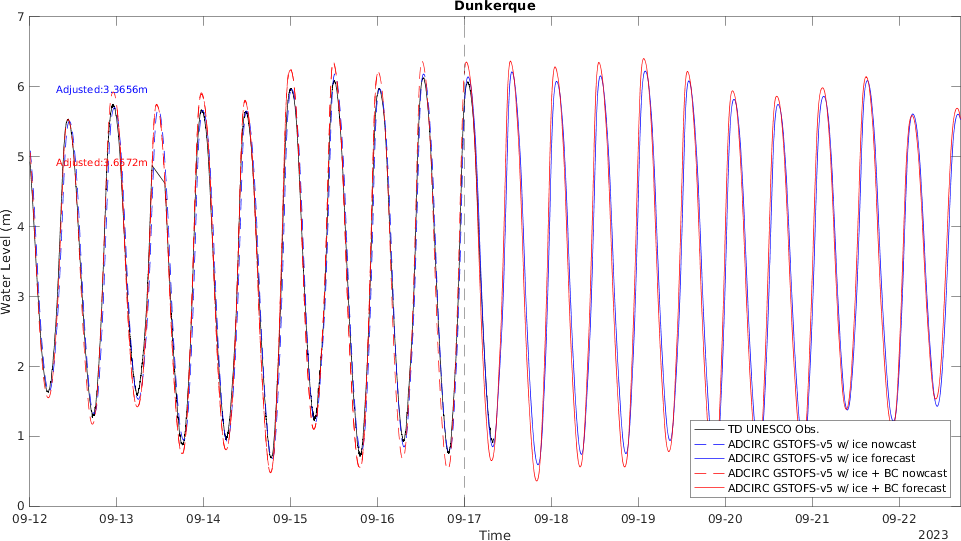 Dunkerque
7
6
5
4
3
2
1
0
Water Level (m)
Adjusted:3.3656m
Adjusted:3.6572m
TD UNESCO Obs.
ADCIRC GSTOFS-v5 w/ ice nowcast
ADCIRC GSTOFS-v5 w/ ice forecast
ADCIRC GSTOFS-v5 w/ ice + BC nowcast
ADCIRC GSTOFS-v5 w/ ice + BC forecast
09-12 09-13 09-14 09-15 09-16 09-17 09-18 09-19 09-20 09-21 09-22
Time
2023